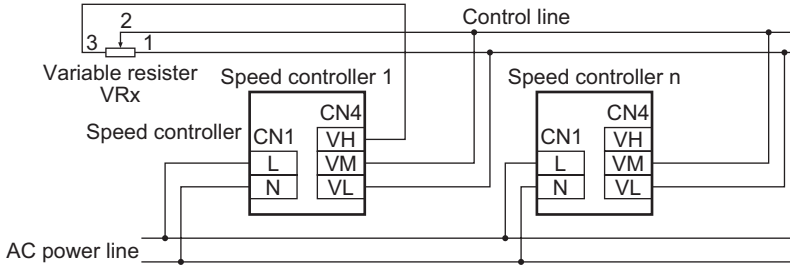 Control line
2
3
1
Variable resister
VRx
Speed controller 1
Speed controller n
Speed controller
CN4
CN1
VH
L
VM
N
VL
CN4
CN1
VH
L
VM
N
VL
AC power line